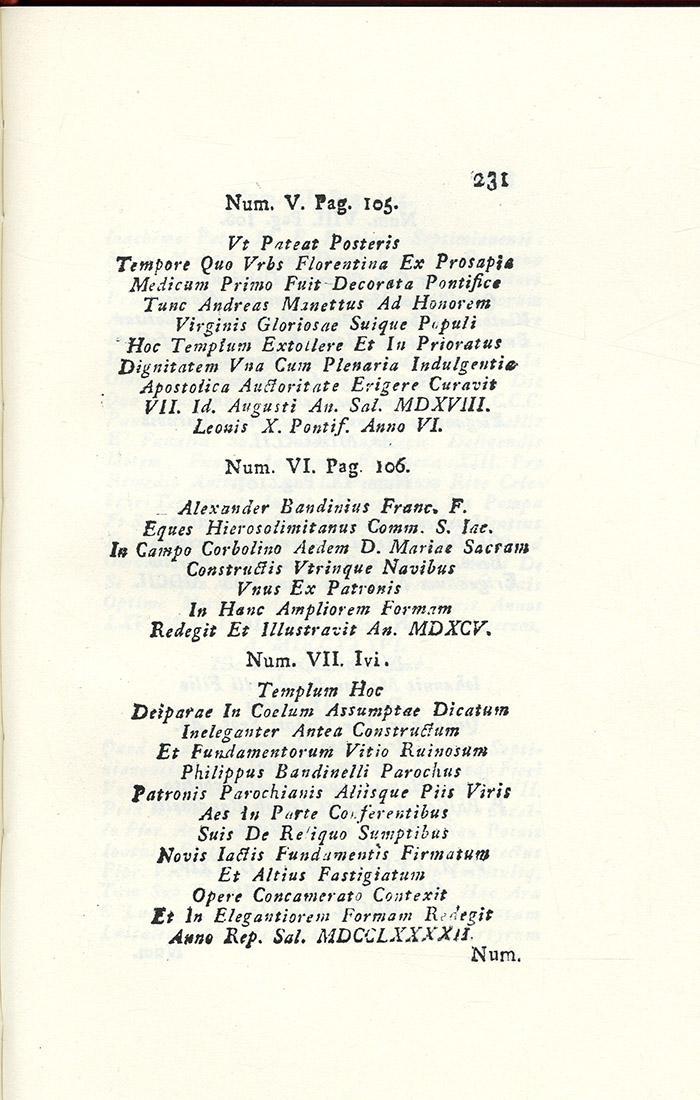 231
Num. V. Pag. 105.
Vt Pateat Posteris
Tempore Quo Vrbs Florentina Ex Prosapia
Medicum Primo Fuit Decorata Pontifice
Tunc Andreas Manettus Ad Honorem
Virginis Gloriosae Suique Populi
Hoc Templum Extollere Et In Prioratus
Dignitatem Vna Cum Plenaria Indulgentia
Apostolica Auctoritate Erigere Curavit
VII. Id. Augusti An. Sal. MDXVIII.
Leonis X. Pontif. Anno VI.
Num. VI. Pag. 106.
Alexander Bandinius Franc. F.
Eques Hierosolimitanus Comm. S. Iac.
In Campo Corbolino Aedem D. Mariae Sacram
Constructis Vtrinque Navibus
Vnus Ex Patronis
In Hanc Ampliorem Formam
Redegit Et Illustravit An. MDXCV.
Num. VII. Ivi.
Templum Hoc
Deiparae In Coelum Assumptae Dicatum
Ineleganter Antea Constructum
Et Fundamentorum Vitio Ruinosum
Philippus Bandinelli Parochus
Patronis Parochianis Aliisque Piis Viris
Aes in Parte Conferentibus
Suis De Reliquo Sumptibus
Novis Iactis Fundamentis Firmatum
Et Altius Fastigiatum
Opere Concamerato Contexit
Et In Elegantiorem Formam Redegit
Anno Rep. Sal. MDCCLXXXXII.
Num.